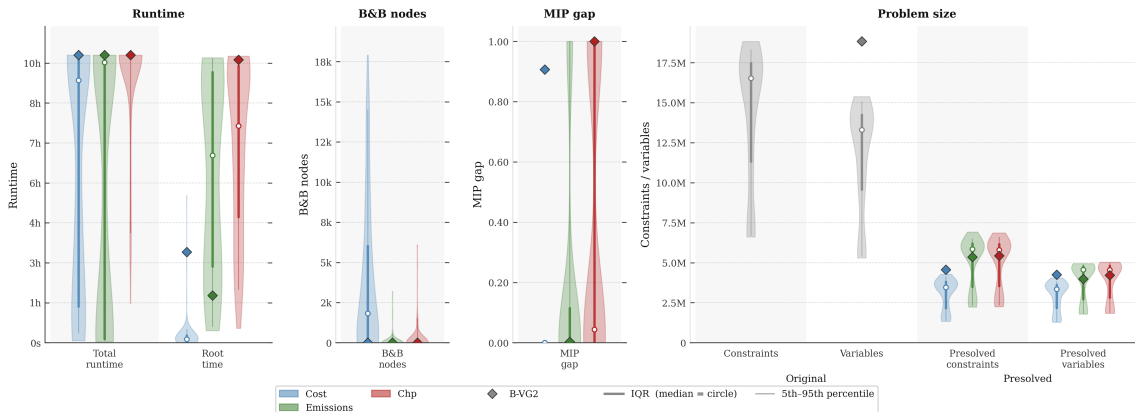 Runtime
B&B nodes
MIP gap
Problem size
Runtime
10h
8h
7h
6h
4h
3h
1h
0s
Total
runtime
Root
time
B&B nodes
18k
15k
12k
10k
7k
5k
2k
0
B&B
nodes
MIP gap
1.00
0.80
0.60
0.40
0.20
0.00
MIP
gap
Constraints / variables
17.5M
15.0M
12.5M
10.0M
7.5M
5.0M
2.5M
0
Constraints
Variables
Presolved
constraints
Presolved
variables
Original
Presolved
Cost
Emissions
Chp
B-VG2
IQR (median = circle)
5th–95th percentile